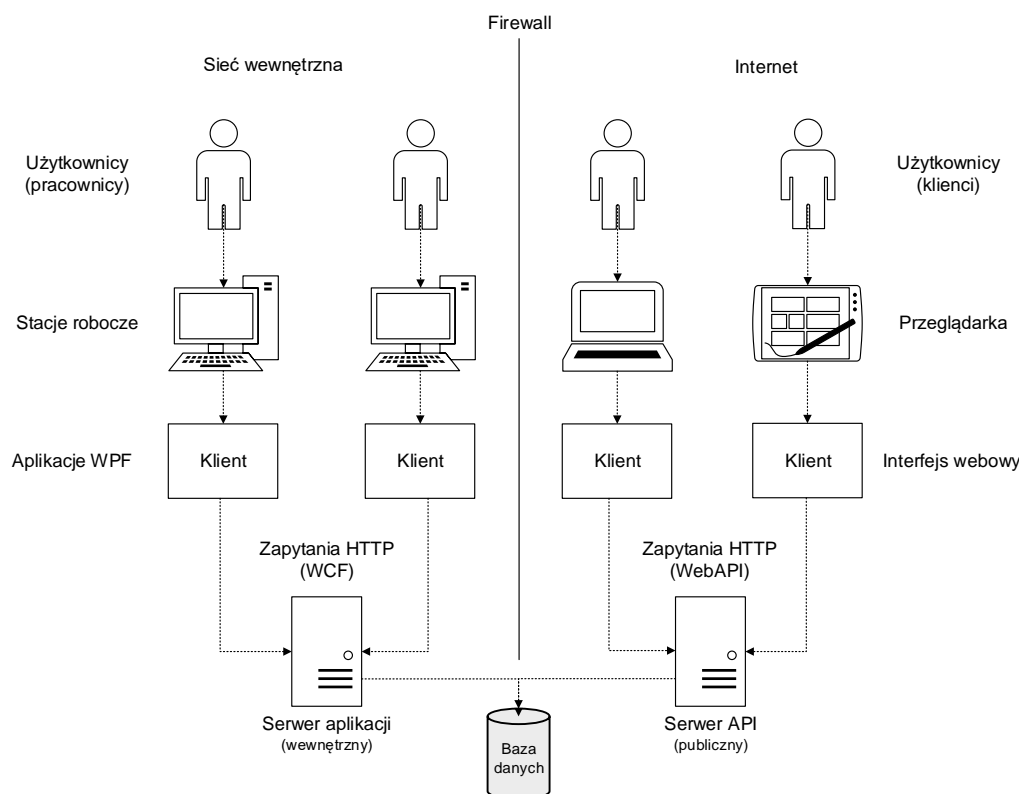 Firewall
Sieć wewnętrzna
Internet
Użytkownicy
(pracownicy)
Użytkownicy
(klienci)
Stacje robocze
Przeglądarka
Aplikacje WPF
Klient
Klient
Klient
Klient
Interfejs webowy
Zapytania HTTP
(WCF)
Zapytania HTTP
(WebAPI)
Serwer aplikacji
(wewnętrzny)
Baza
danych
Serwer API
(publiczny)